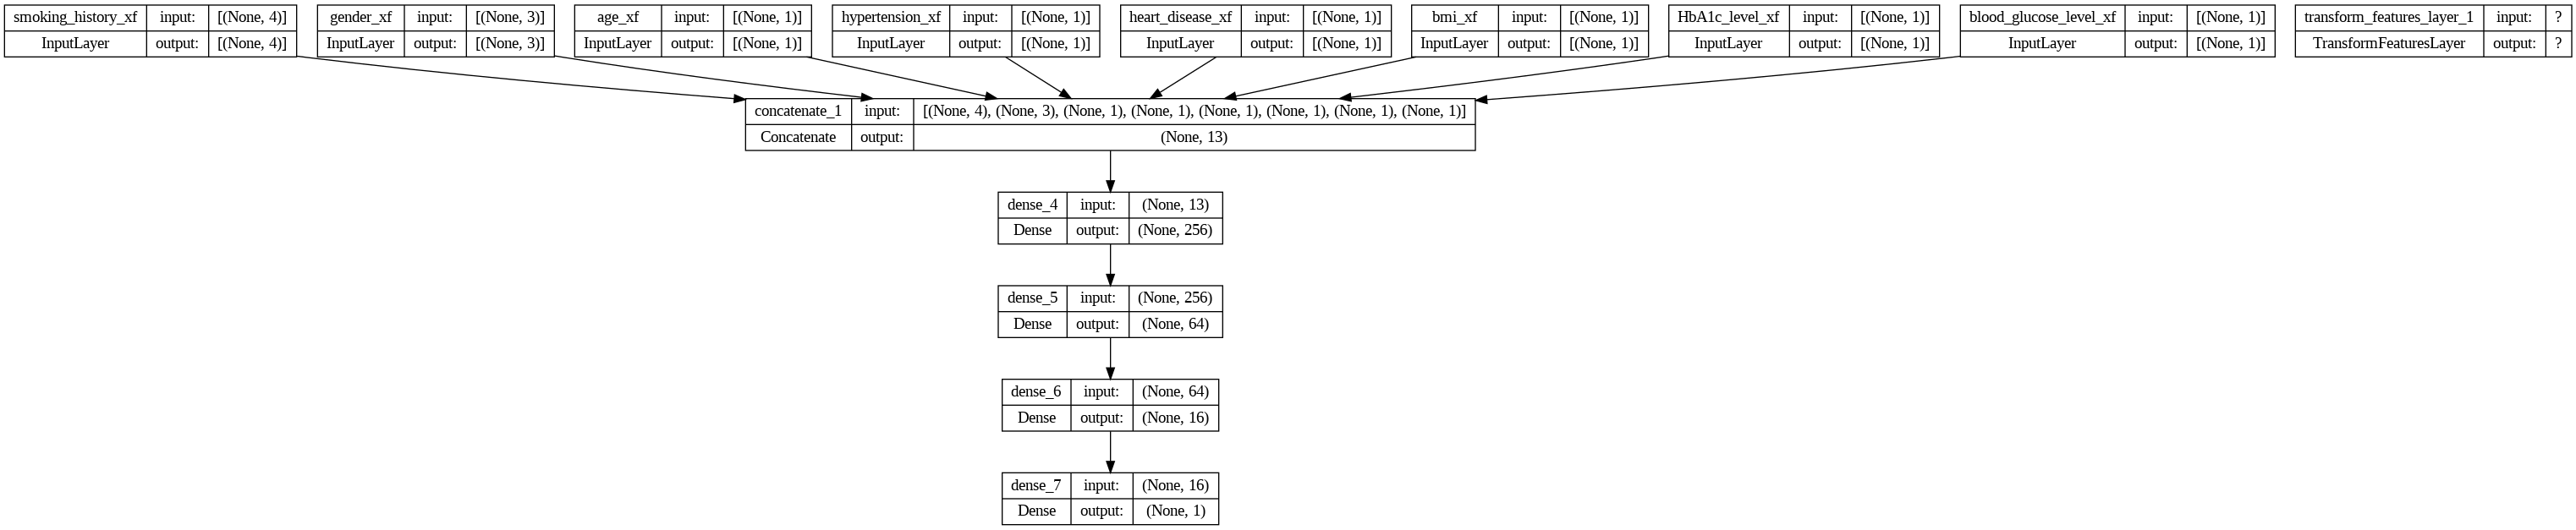 smoking_history_xf input: [(None, 4)]
InputLayer output: [(None, 4)]
gender_xf input: [(None, 3)]
InputLayer output: [(None, 3)]
age_xf input: [(None, 1)]
InputLayer output: [(None, 1)]
hypertension_xf input: [(None, 1)]
InputLayer output: [(None, 1)]
heart_disease_xf input: [(None, 1)]
InputLayer output: [(None, 1)]
bmi_xf input: [(None, 1)]
InputLayer output: [(None, 1)]
HbA1c_level_xf input: [(None, 1)]
InputLayer output: [(None, 1)]
blood_glucose_level_xf input: [(None, 1)]
InputLayer output: [(None, 1)]
transform_features_layer_1 input: ?
TransformFeaturesLayer output: ?
concatenate_1 input: [(None, 4), (None, 3), (None, 1), (None, 1), (None, 1), (None, 1), (None, 1), (None, 1)]
Concatenate output: (None, 13)
dense_4 input: (None, 13)
Dense output: (None, 256)
dense_5 input: (None, 256)
Dense output: (None, 64)
dense_6 input: (None, 64)
Dense output: (None, 16)
dense_7 input: (None, 16)
Dense output: (None, 1)